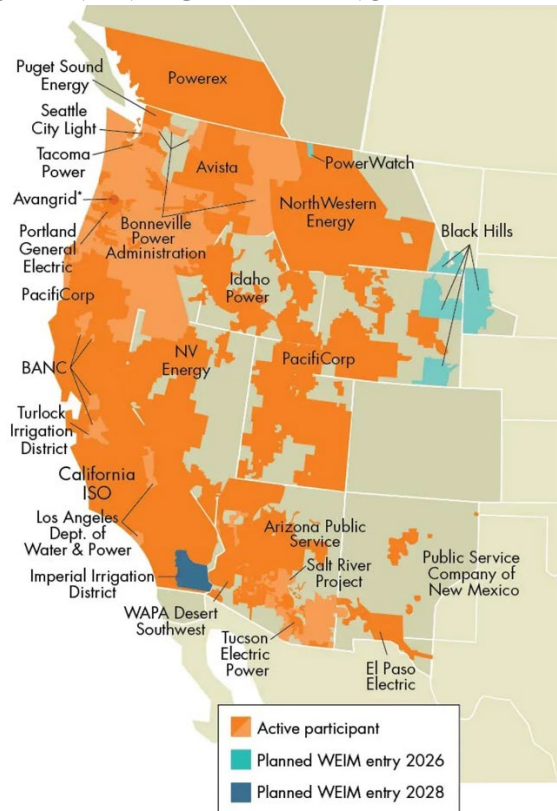 Powerex
Puget Sound
Energy
Seattle
City Light
Tacoma
Power
Avista
PowerWatch
Avangrid*
NorthWestern
Energy
Portland
General
Electric
Bonneville
Power
Administration
Black Hills
Idaho
Power
PacifiCorp
NV
Energy
PacifiCorp
BANC
Turlock
Irrigation
District
California
ISO
Los Angeles
Dept. of
Water & Power
Arizona Public
Service
Salt River
Project
Public Service
Company of
New Mexico
Imperial Irrigation
District
WAPA Desert
Southwest
Tucson
Electric
Power
El Paso
Electric
Active participant
Planned WEIM entry 2026
Planned WEIM entry 2028